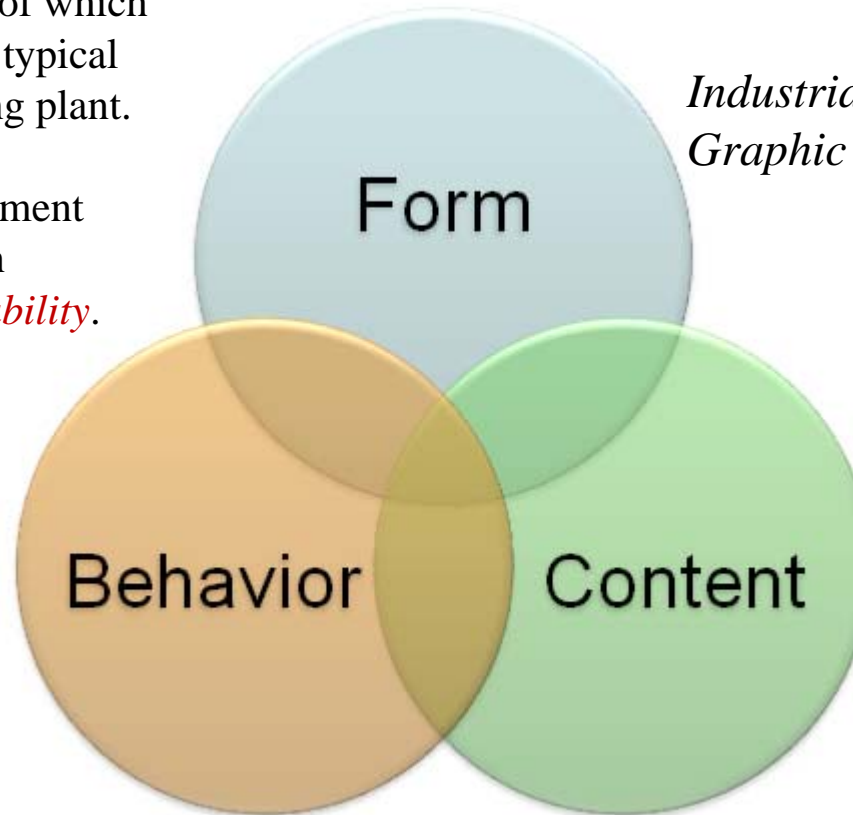 of which
typical
ng plant.
ment
n
bility.
Industria
Graphic
Form
Behavior
Content